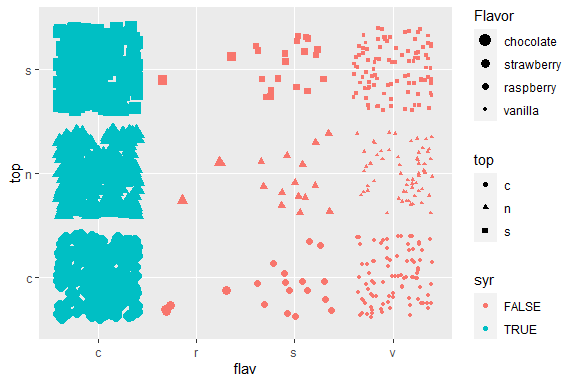 s
n
c
top
c
r
s
v
flav
Flavor
chocolate
strawberry
raspberry
vanilla
top
c
n
s
syr
FALSE
TRUE